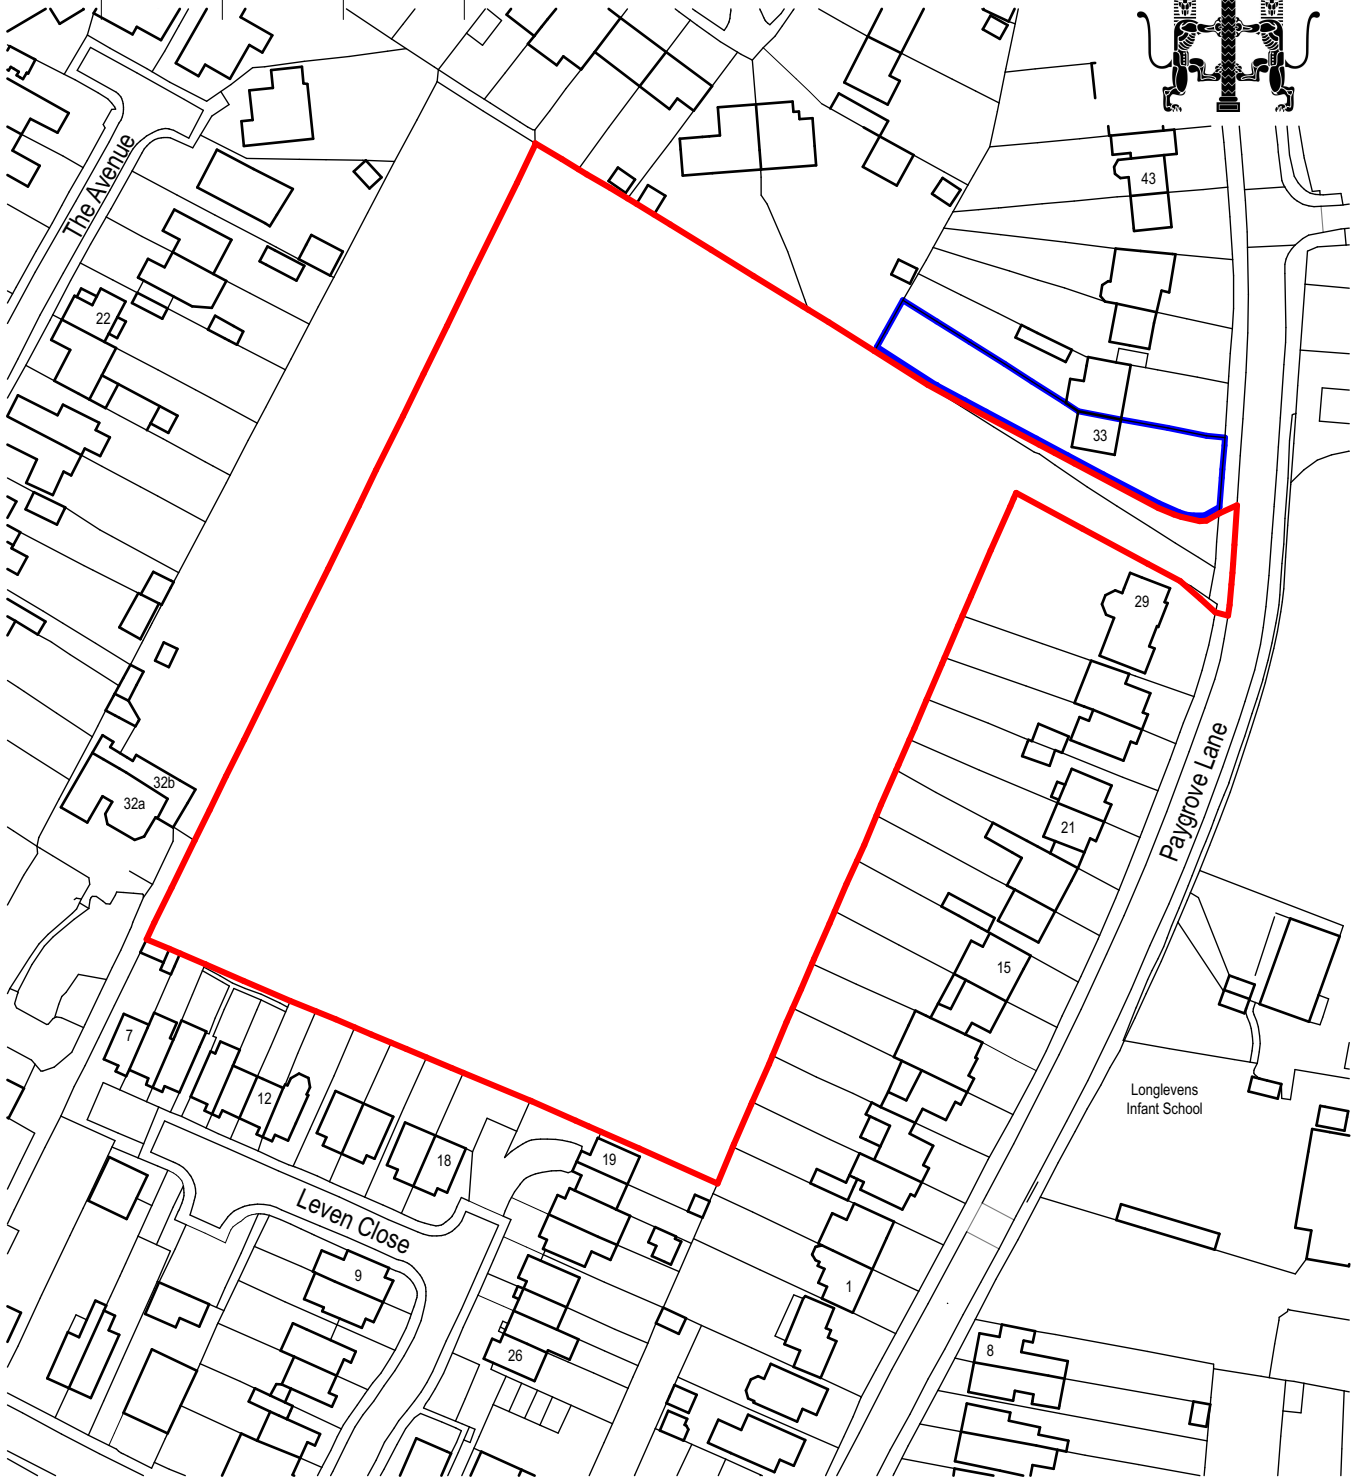 The Avenue
43
22
33
29
32b
32a
Paygrove Lane
21
15
7
12
Longlevens
Infant School
18
19
Leven Close
9
1
26
8